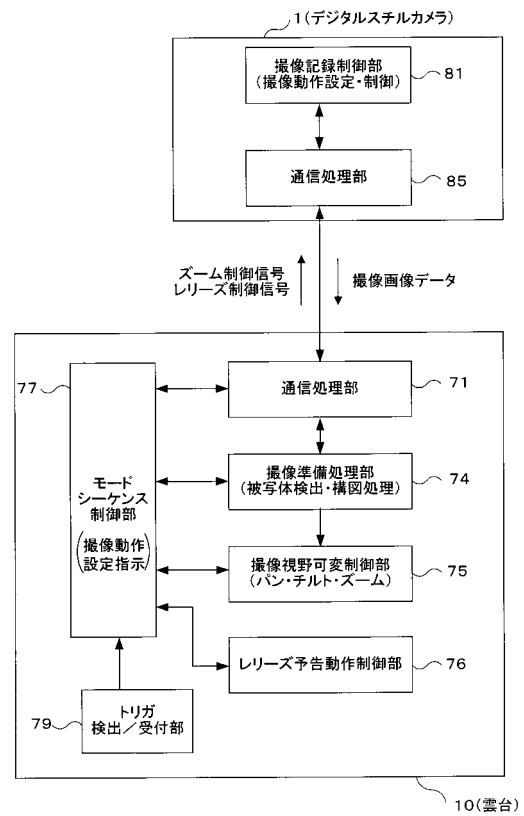 1(デジタルスチルカメラ)
撮像記録制御部
(撮像動作設定・制御)
81
通信処理部
85
ズーム制御信号
レリーズ制御信号
撮像画像データ
77
通信処理部
71
モード
シーケンス
制御部
(撮像動作
設定指示)
撮像準備処理部
(被写体検出・構図処理)
74
撮像視野可変制御部
(パン・チルト・ズーム)
75
レリーズ予告動作制御部
76
79
トリガ
検出/受付部
10(雲台)